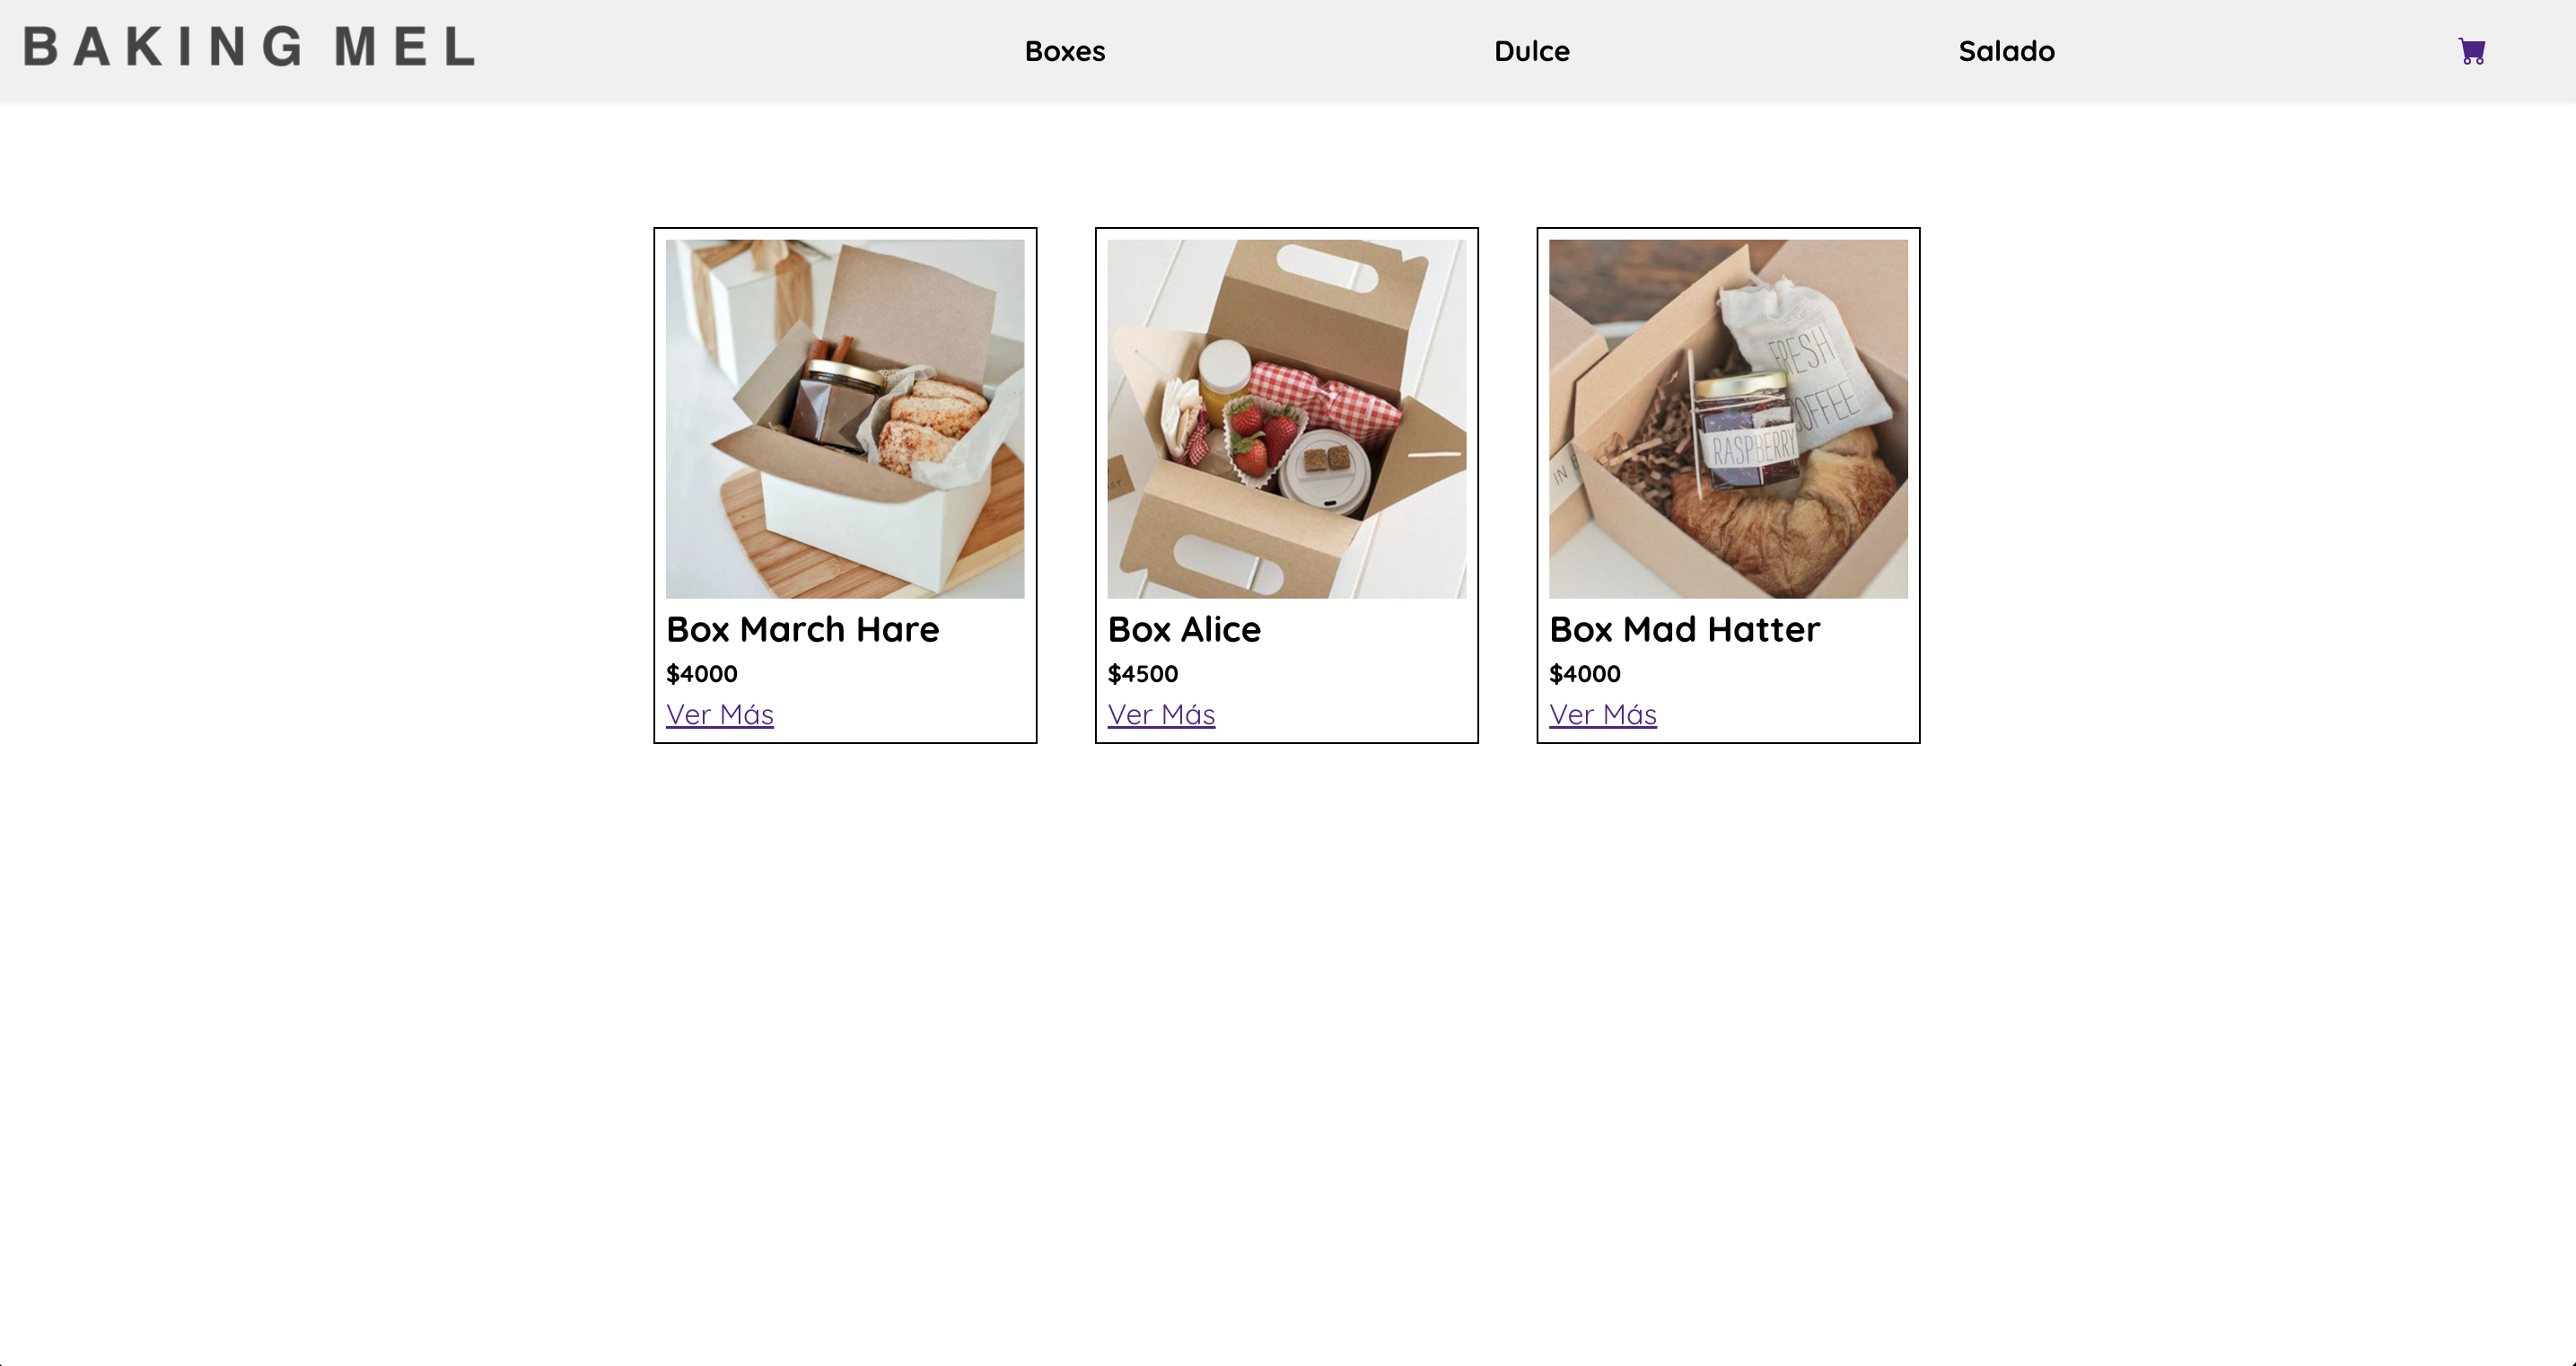 BAKING MEL
Boxes
Dulce
Salado
FRESH
COFFEE
RASPBERRY
IN
Box March Hare
$4000
Ver Más
Box Alice
$4500
Ver Más
Box Mad Hatter
$4000
Ver Más